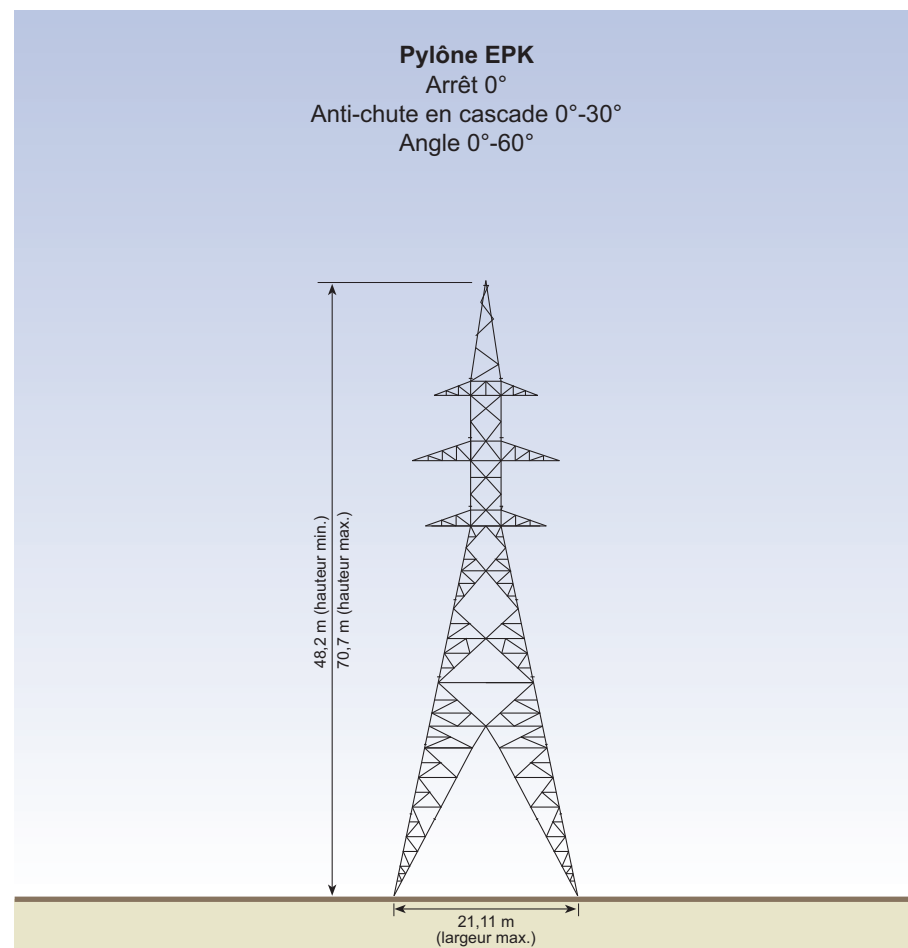 Pylône EPK
Arrêt 0°
Anti-chute en cascade 0°-30°
Angle 0°-60°
48,2 m (hauteur min.)
70,7 m (hauteur max.)
21,11 m
(largeur max.)